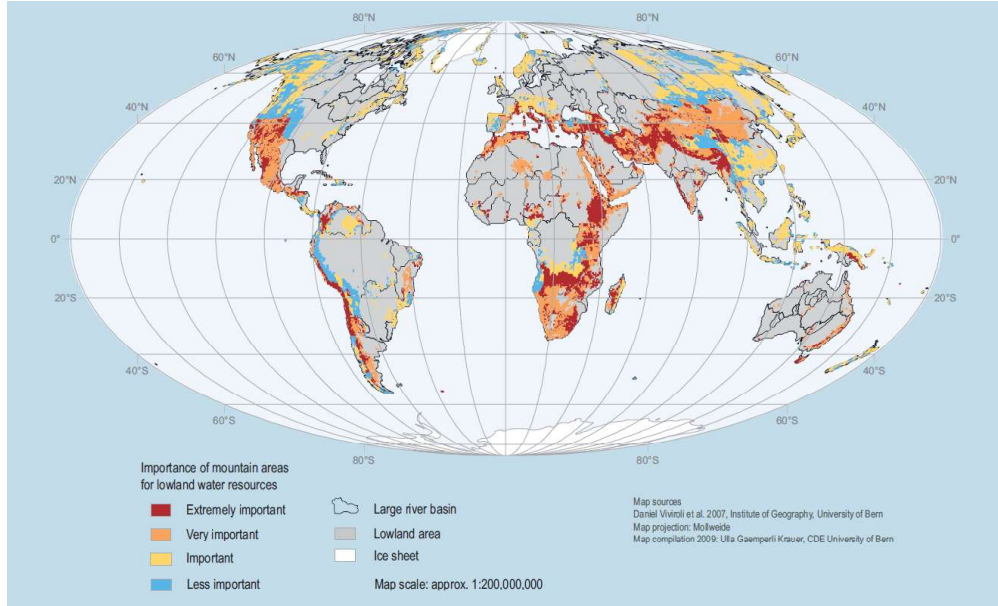 80°N 80°N
60°N 60°N
40°N 40°N
20°N 20°N
0° 0°
20°S 20°S
40°S 40°S
60°S 60°S
80°S 80°S
Importance of mountain areas
for lowland water resources
Extremely important
Very important
Important
Less important
Large river basin
Lowland area
Ice sheet
Map scale: approx. 1:200,000,000
Map sources
Daniel Viviroli et al. 2007, Institute of Geography, University of Bern
Map projection: Mollweide
Map compilation 2009: Ulla Gaemperli Krauer, CDE University of Bern